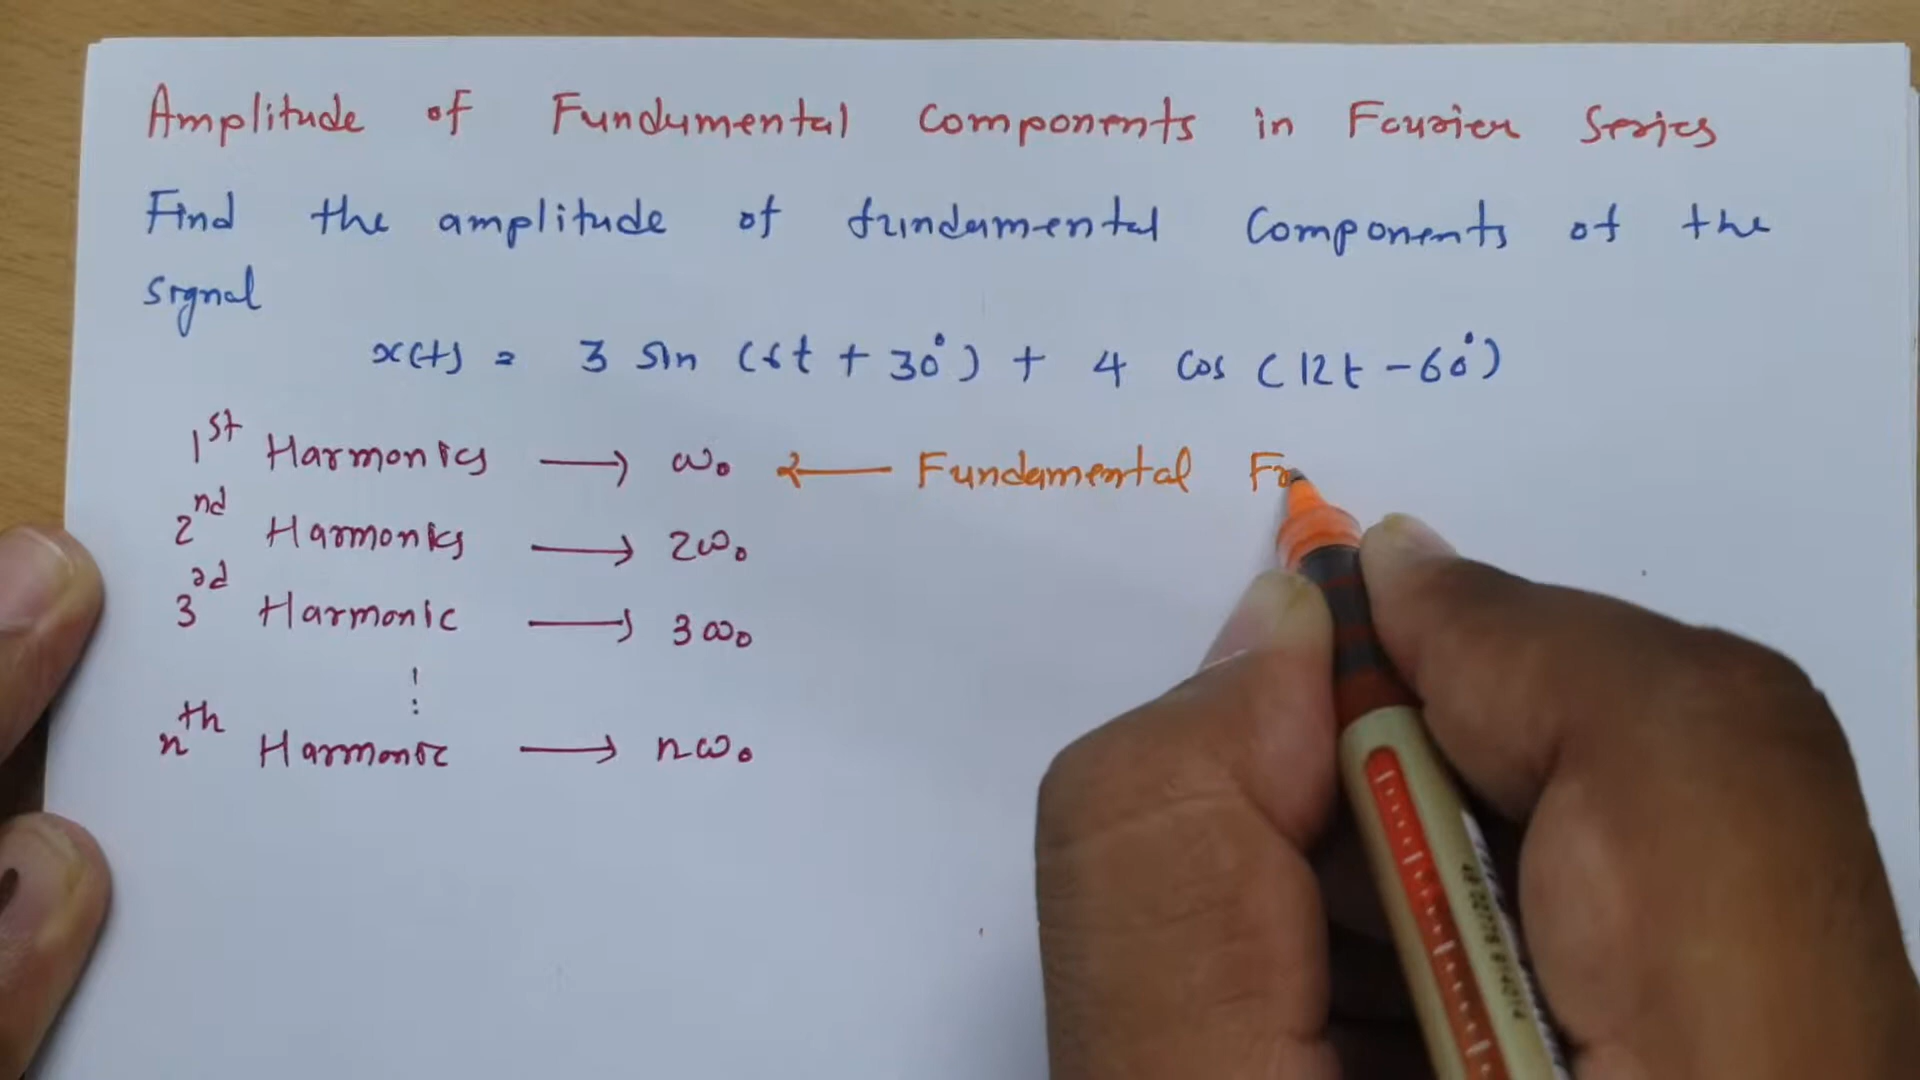 Amplitude of Fundumental Components in Fourier Series
Find the amplitude of fundamental Components of the
Signal
x(t) = 3 sin (6t + 30°) + 4 cos (12t - 60°)
1st Harmonics → ω₀ ← Fundamental Fr
2nd Harmonics → 2ω₀
3rd Harmonic → 3ω₀
⋮
nth Harmonic → nω₀